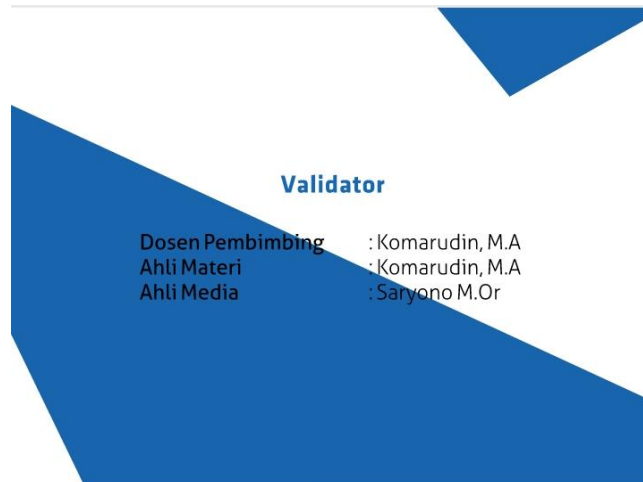 Validator
Dosen Pembimbing : Komarudin, M.A
Ahli Materi : Komarudin, M.A
Ahli Media : Saryono M.Or